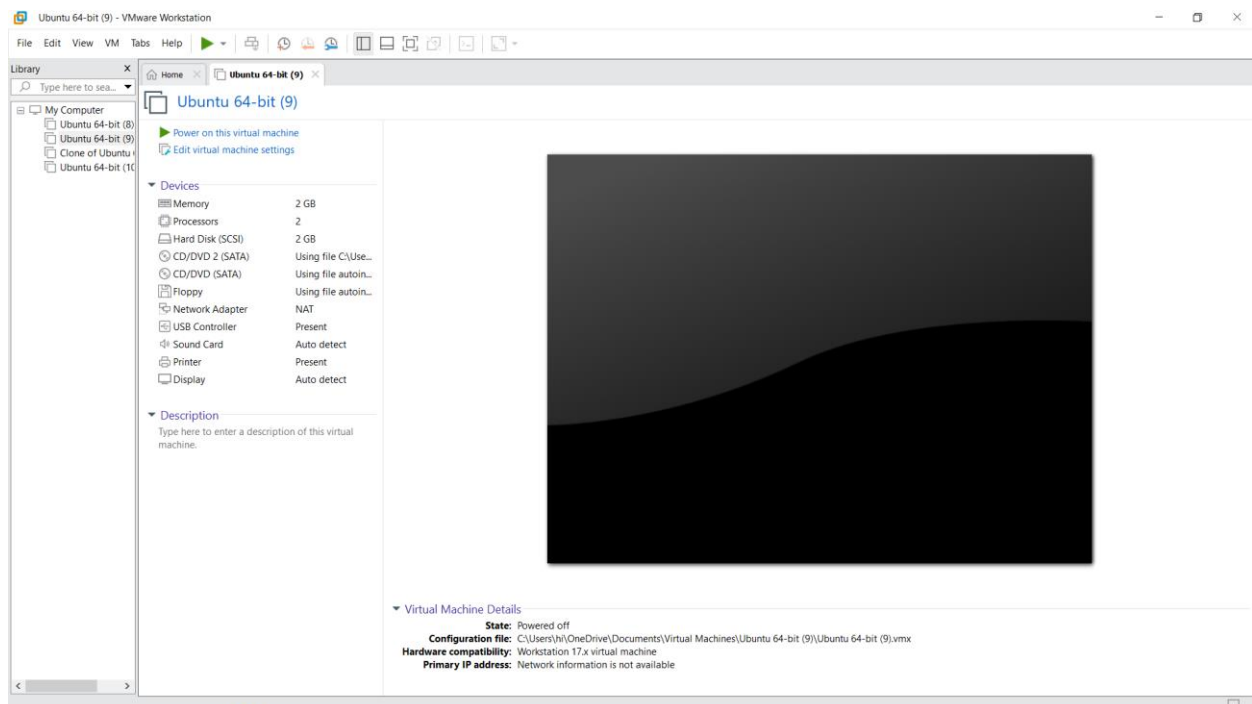 Ubuntu 64-bit (9) - VMware Workstation
File Edit View VM Tabs Help
Library X
Type here to sea...
My Computer
Ubuntu 64-bit (8)
Ubuntu 64-bit (9)
Clone of Ubuntu
Ubuntu 64-bit (1
Home
Ubuntu 64-bit (9)
Ubuntu 64-bit (9)
Power on this virtual machine
Edit virtual machine settings
Devices
Memory 2 GB
Processors 2
Hard Disk (SCSI) 2 GB
CD/DVD 2 (SATA) Using file C:\Use...
CD/DVD (SATA) Using file autoin...
Floppy Using file autoin...
Network Adapter NAT
USB Controller Present
Sound Card Auto detect
Printer Present
Display Auto detect
Description
Type here to enter a description of this virtual
machine.
Virtual Machine Details
State: Powered off
Configuration file: C:\Users\hi\OneDrive\Documents\Virtual Machines\Ubuntu 64-bit (9)\Ubuntu 64-bit (9).vmx
Hardware compatibility: Workstation 17.x virtual machine
Primary IP address: Network information is not available